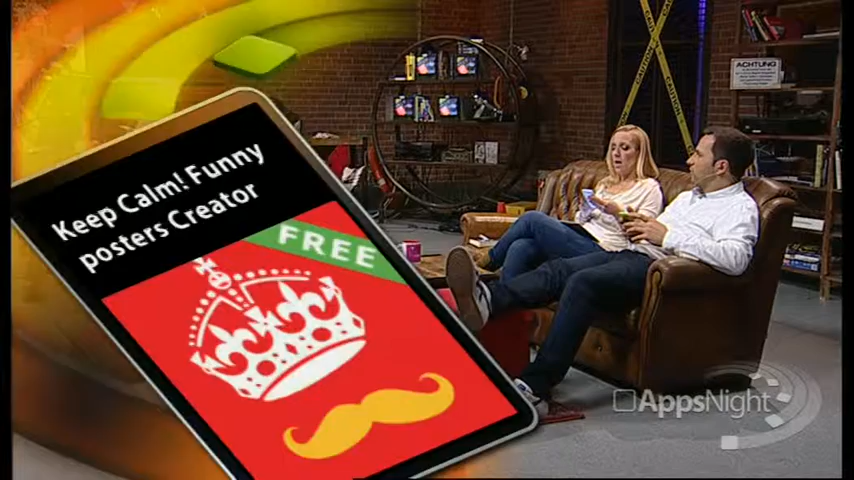 Keep Calm! Funny
posters Creator
FREE
ACHTUNG
CAUTION
AppsNight